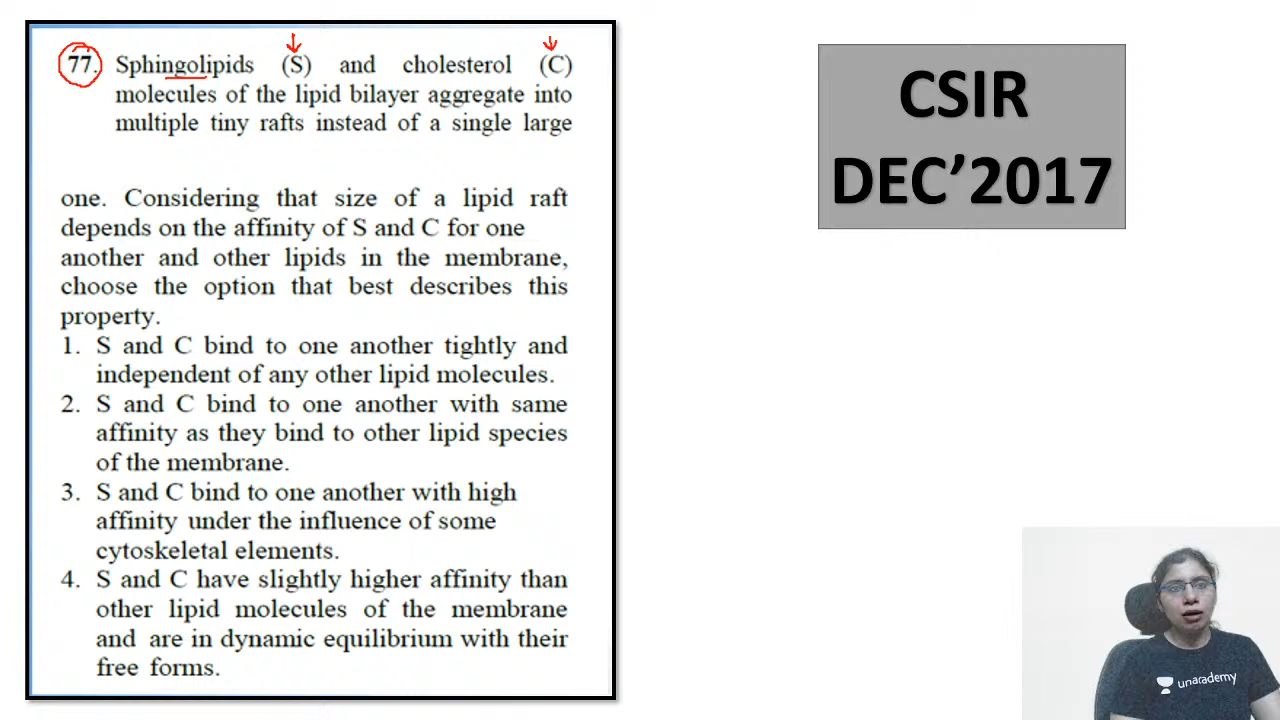 77. Sphingolipids (S) and cholesterol (C)
molecules of the lipid bilayer aggregate into
multiple tiny rafts instead of a single large
one. Considering that size of a lipid raft
depends on the affinity of S and C for one
another and other lipids in the membrane,
choose the option that best describes this
property.
1. S and C bind to one another tightly and
independent of any other lipid molecules.
2. S and C bind to one another with same
affinity as they bind to other lipid species
of the membrane.
3. S and C bind to one another with high
affinity under the influence of some
cytoskeletal elements.
4. S and C have slightly higher affinity than
other lipid molecules of the membrane
and are in dynamic equilibrium with their
free forms.
CSIR
DEC’2017
unacademy